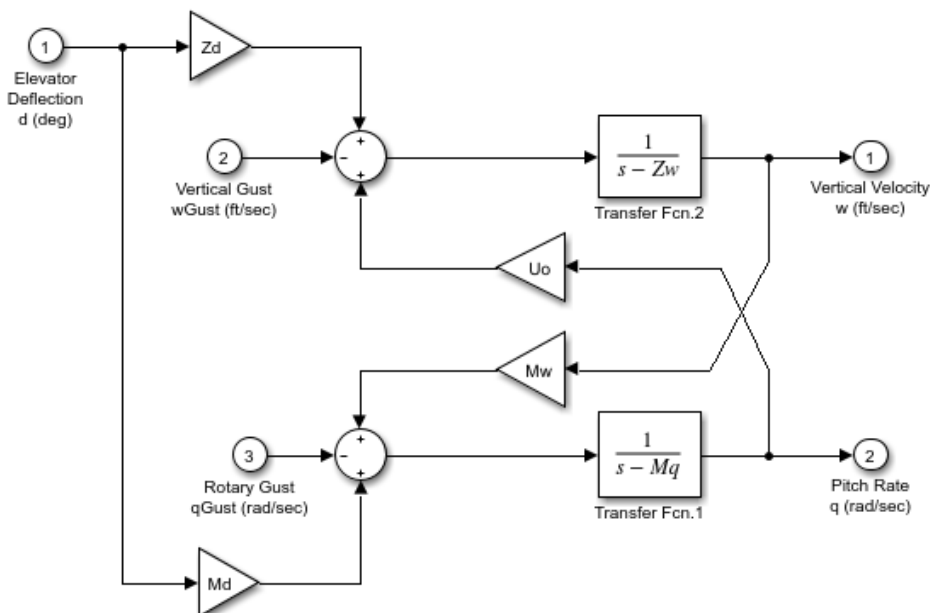 1
Elevator
Deflection
d (deg)
Zd
2
Vertical Gust
wGust (ft/sec)
+
-
+
1
s − Zw
Transfer Fcn.2
1
Vertical Velocity
w (ft/sec)
Uo
Mw
3
Rotary Gust
qGust (rad/sec)
+
-
+
1
s − Mq
Transfer Fcn.1
2
Pitch Rate
q (rad/sec)
Md